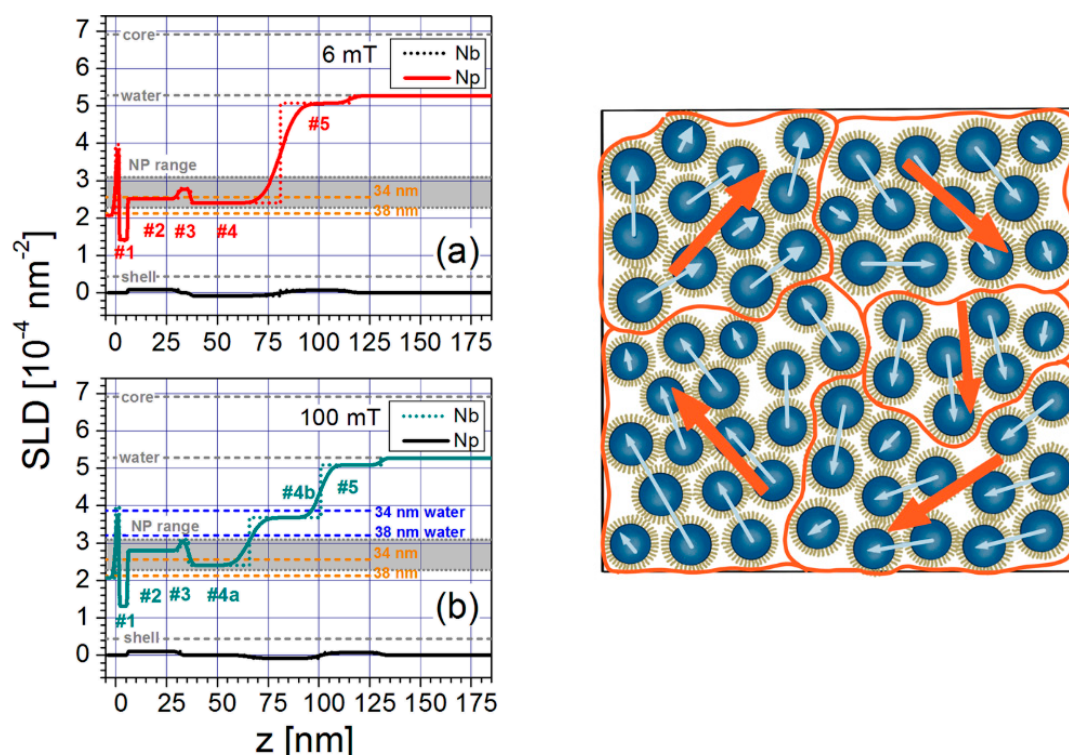 SLD [10⁻⁴ nm⁻²]
7
6
5
4
3
2
1
0
core
6 mT
Nb
Np
water
#5
NP range
34 nm
38 nm
#1
#2
#3
#4
(a)
shell
0 25 50 75 100 125 150 175
7
6
5
4
3
2
1
0
core
100 mT
Nb
Np
water
#4b
#5
34 nm water
NP range
38 nm water
34 nm
38 nm
#1
#2
#3
#4a
(b)
shell
0 25 50 75 100 125 150 175
z [nm]